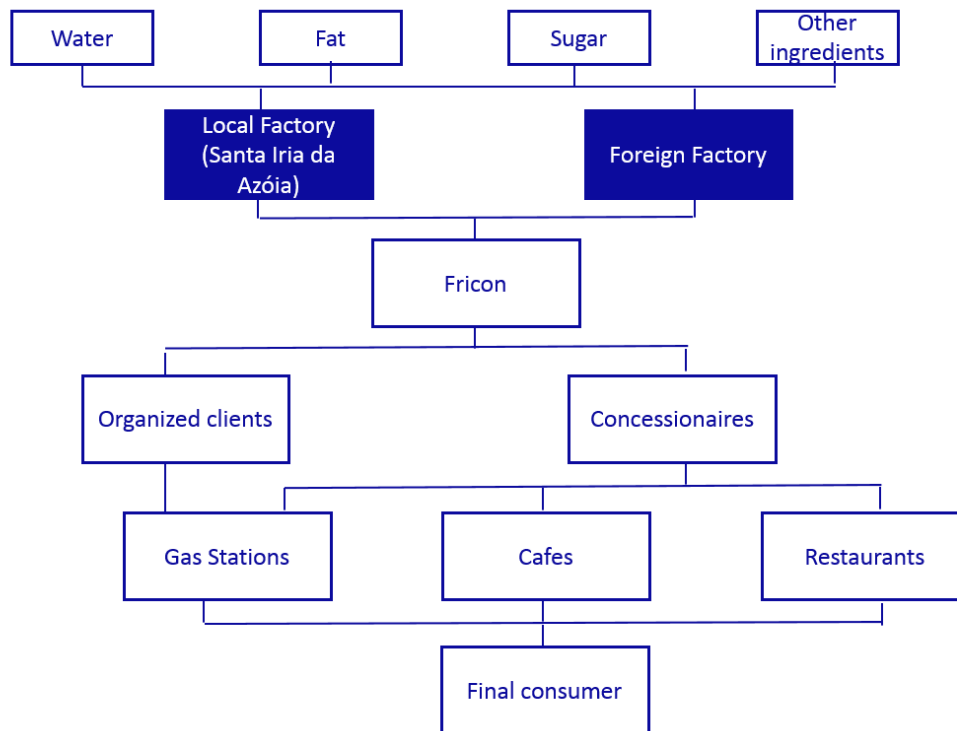 Water
Fat
Sugar
Other
ingredients
Local Factory
(Santa Iria da
Azóia)
Foreign Factory
Fricon
Organized clients
Concessionaires
Gas Stations
Cafes
Restaurants
Final consumer